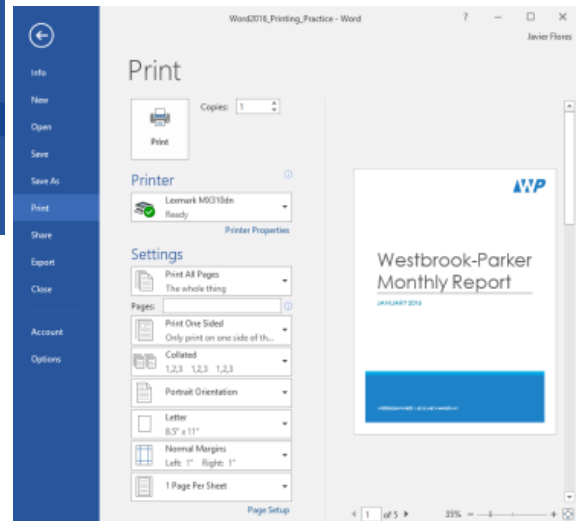 Word2016_Printing_Practice - Word
?
Javier Flores
Info
New
Open
Save
Save As
Print
Share
Export
Close
Account
Options
Print
Copies: 1
Print
Printer
Lexmark MX310dn
Ready
Printer Properties
Settings
Print All Pages
The whole thing
Pages:
Print One Sided
Only print on one side of th...
Collated
1,2,3 1,2,3 1,2,3
Portrait Orientation
Letter
8.5" x 11"
Normal Margins
Left: 1" Right: 1"
1 Page Per Sheet
Page Setup
WP
Westbrook-Parker
Monthly Report
JANUARY 2016
1 of 5
35%